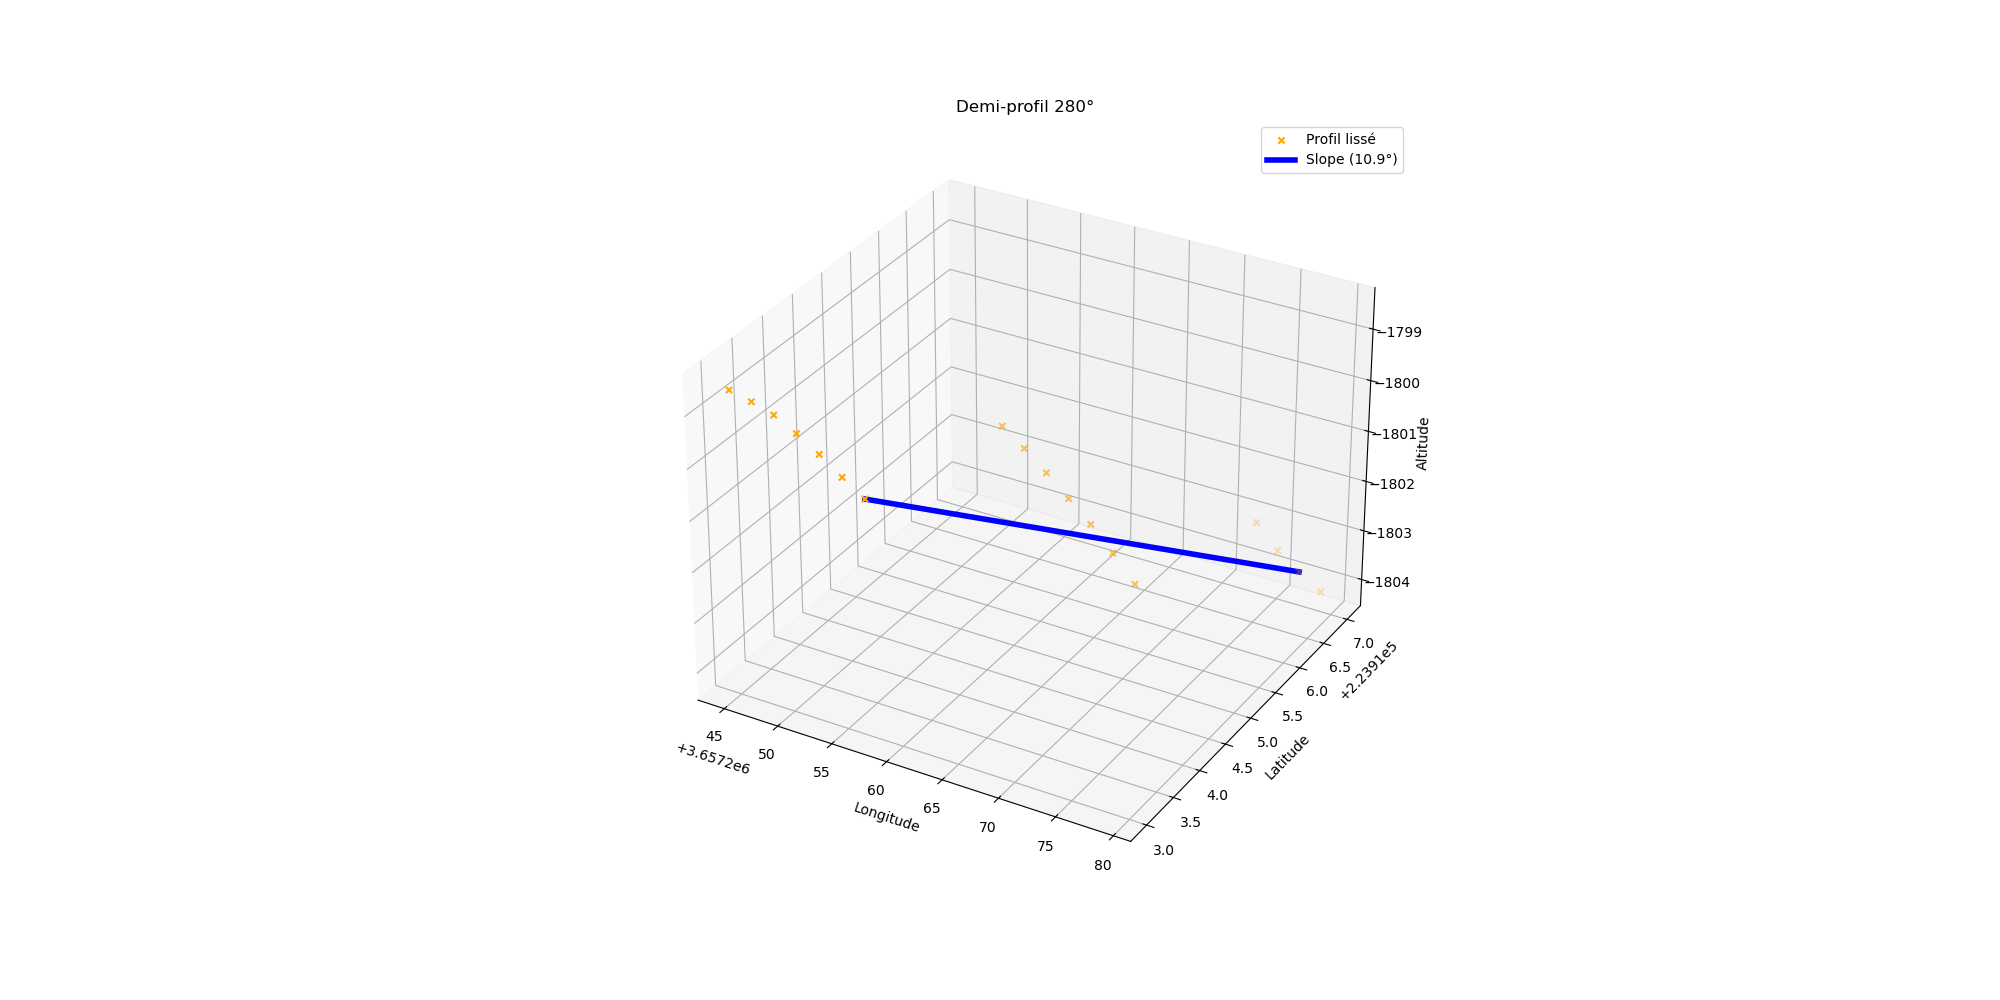 Demi-profil 280°
Profil lissé
Slope (10.9°)
−1799
−1800
−1801
−1802
−1803
−1804
Altitude
7.0
6.5
6.0
5.5
5.0
4.5
4.0
3.5
3.0
+2.2391e5
Latitude
45
50
55
60
65
70
75
80
+3.6572e6
Longitude